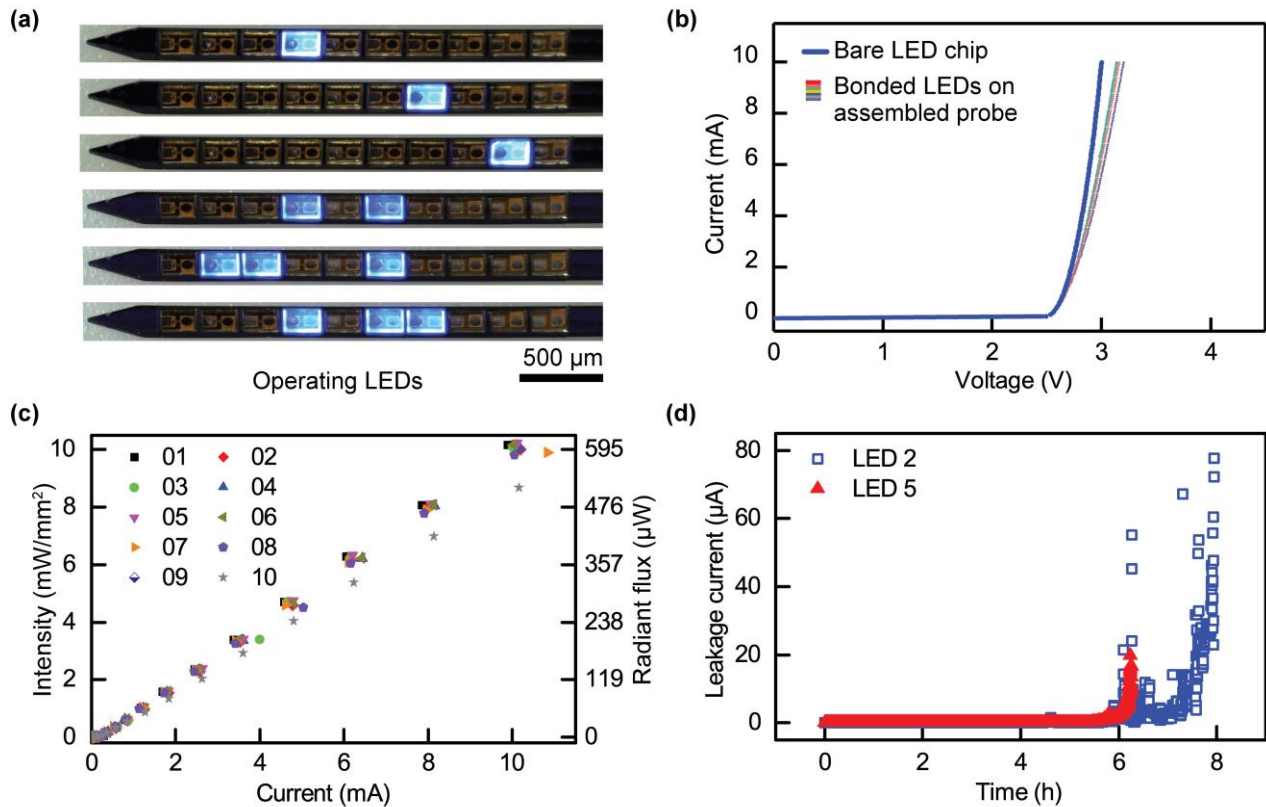 (a)
500 µm
Operating LEDs
(b)
10
8
6
4
2
0
Current (mA)
Bare LED chip
Bonded LEDs on
assembled probe
0 1 2 3 4
Voltage (V)
(c)
Intensity (mW/mm²)
10
8
6
4
2
0
01 02
03 04
05 06
07 08
09 10
595
476
357
238
119
0
Radiant flux (µW)
0 2 4 6 8 10
Current (mA)
(d)
Leakage current (µA)
80
60
40
20
0
LED 2
LED 5
0 2 4 6 8
Time (h)